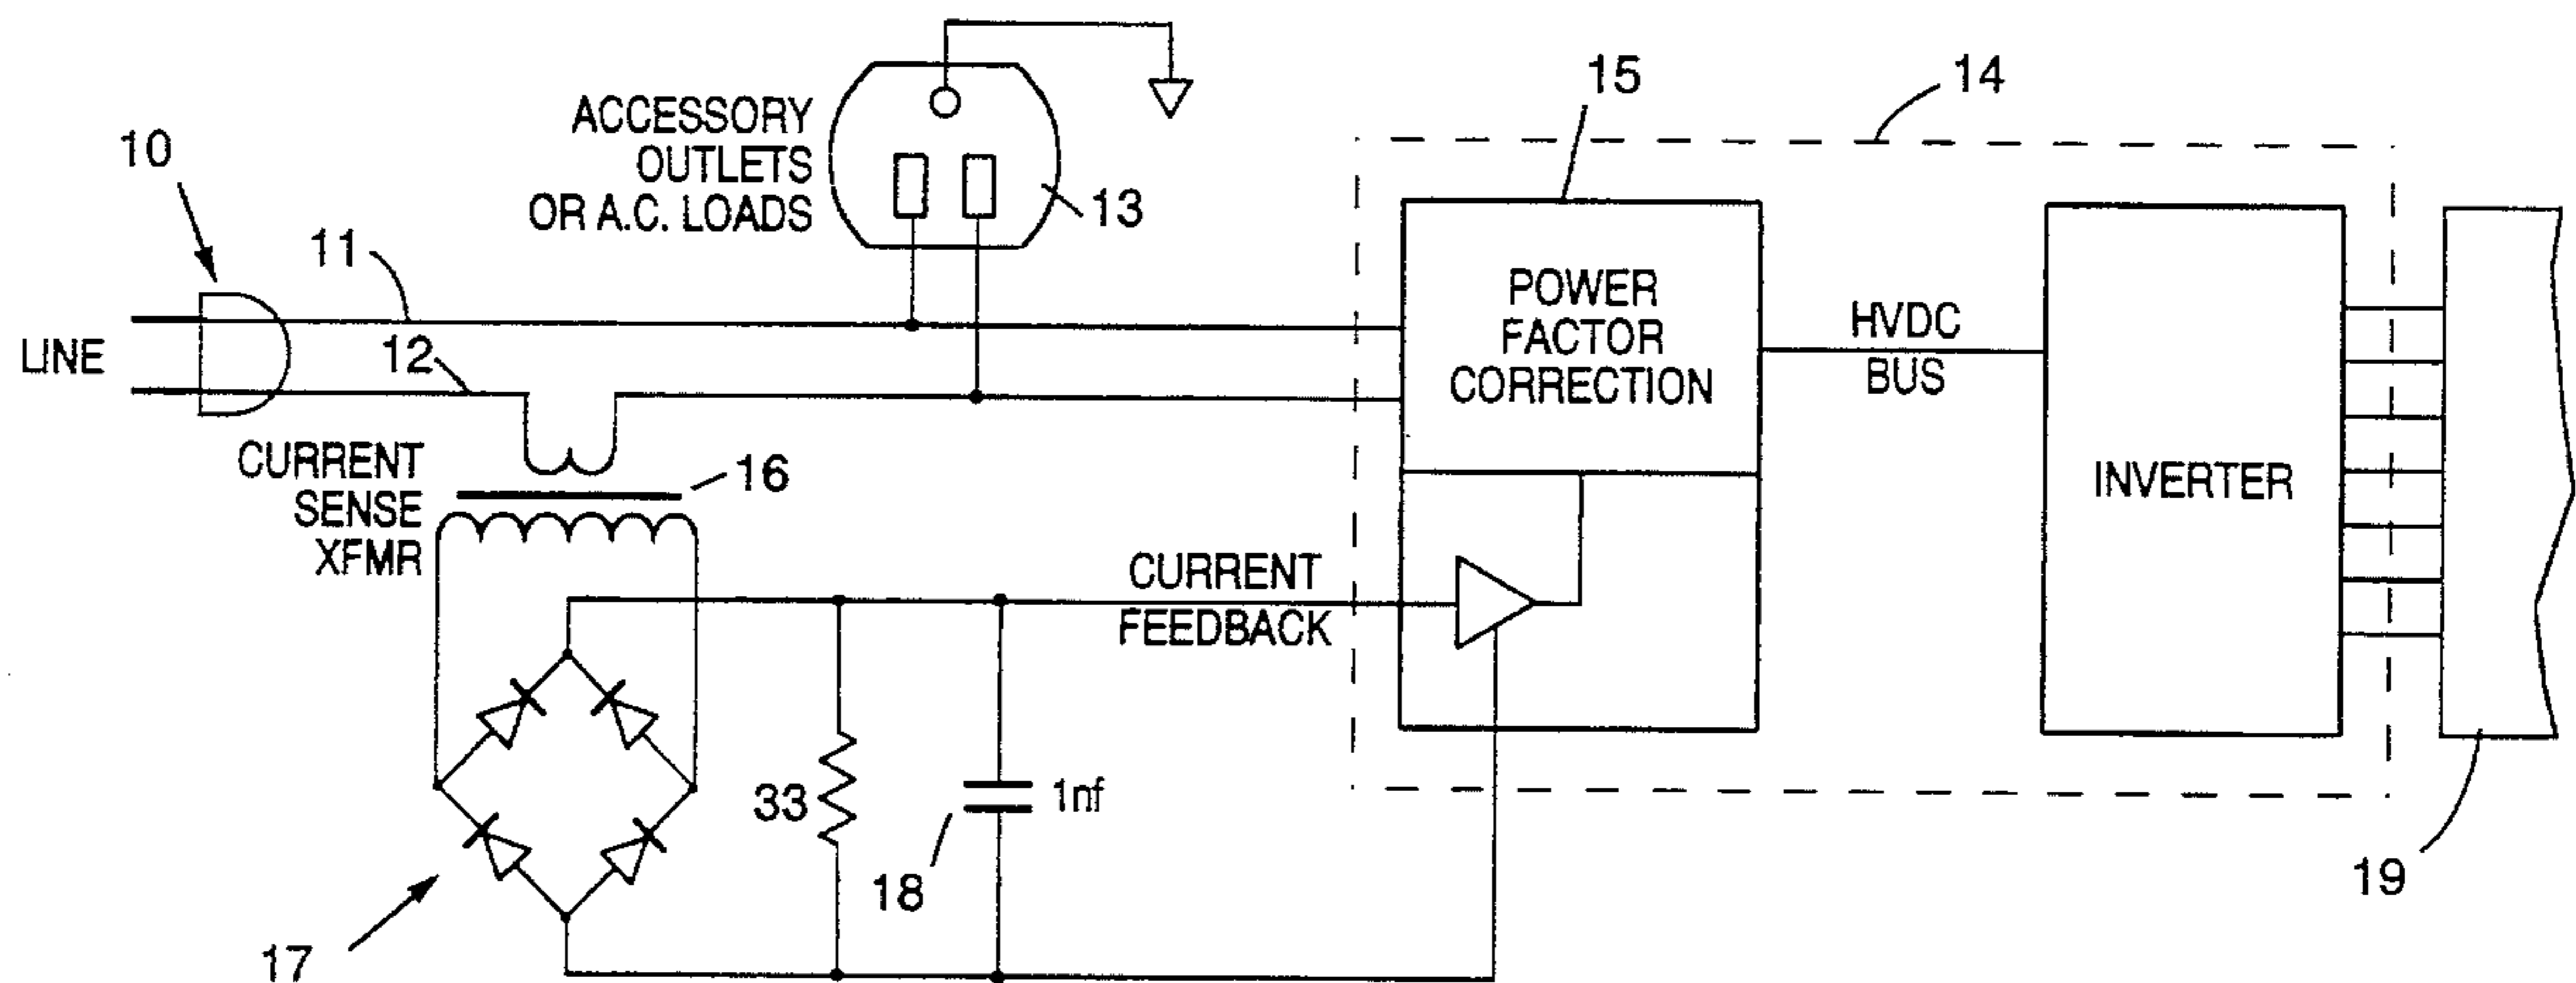 10
LINE
11
12
ACCESSORY
OUTLETS
OR A.C. LOADS
13
CURRENT
SENSE
XFMR
16
17
33
18
1nf
CURRENT
FEEDBACK
15
14
POWER
FACTOR
CORRECTION
HVDC
BUS
INVERTER
19